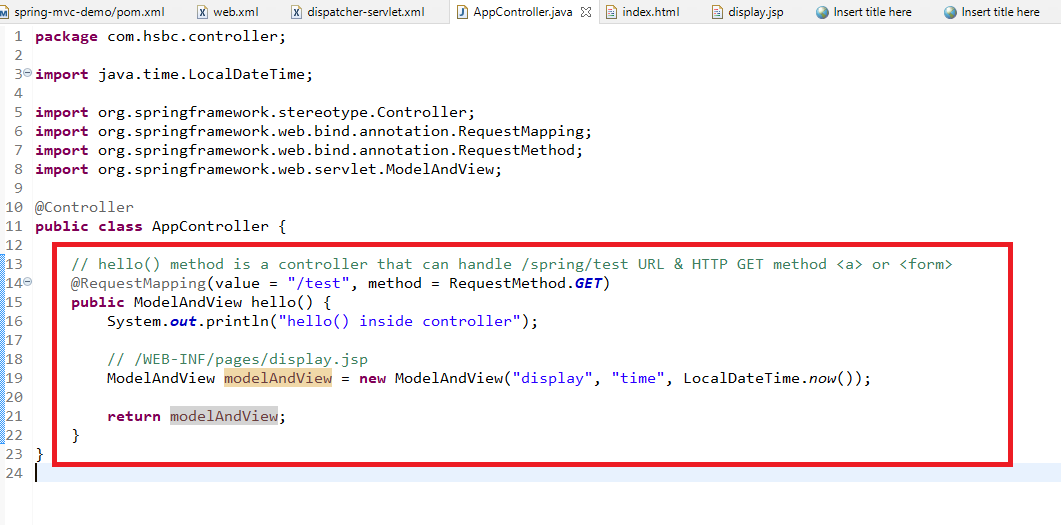 spring-mvc-demo/pom.xml web.xml dispatcher-servlet.xml AppController.java index.html display.jsp Insert title here Insert title here
1 package com.hsbc.controller;
2
3 import java.time.LocalDateTime;
4
5 import org.springframework.stereotype.Controller;
6 import org.springframework.web.bind.annotation.RequestMapping;
7 import org.springframework.web.bind.annotation.RequestMethod;
8 import org.springframework.web.servlet.ModelAndView;
9
10 @Controller
11 public class AppController {
12
13 // hello() method is a controller that can handle /spring/test URL & HTTP GET method <a> or <form>
14 @RequestMapping(value = "/test", method = RequestMethod.GET)
15 public ModelAndView hello() {
16 System.out.println("hello() inside controller");
17
18 // /WEB-INF/pages/display.jsp
19 ModelAndView modelAndView = new ModelAndView("display", "time", LocalDateTime.now());
20
21 return modelAndView;
22 }
23 }
24